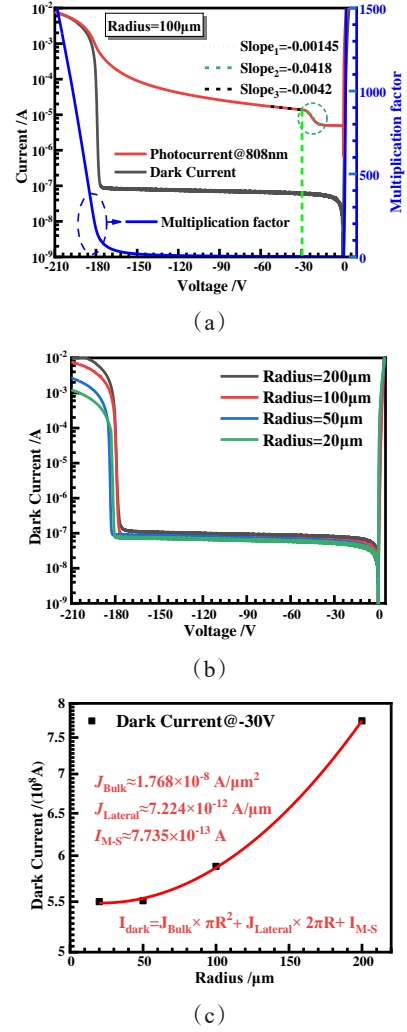 10⁻²
10⁻³
10⁻⁴
10⁻⁵
10⁻⁶
10⁻⁷
10⁻⁸
10⁻⁹
Current /A
Radius=100μm
Slope₁=-0.00145
Slope₂=-0.0418
Slope₃=-0.0042
Photocurrent@808nm
Dark Current
Multiplication factor
1500
1000
500
0
Multiplication factor
-210 -180 -150 -120 -90 -60 -30 0
Voltage /V
(a)
10⁻²
10⁻³
10⁻⁴
10⁻⁵
10⁻⁶
10⁻⁷
10⁻⁸
10⁻⁹
Dark Current /A
Radius=200μm
Radius=100μm
Radius=50μm
Radius=20μm
-210 -180 -150 -120 -90 -60 -30 0
Voltage /V
(b)
8
7.5
7
6.5
6
5.5
5
Dark Current /(10⁸A)
Dark Current@-30V
J_Bulk≈1.768×10⁻⁸ A/μm²
J_Lateral≈7.224×10⁻¹² A/μm
I_M-S≈7.735×10⁻¹³ A
I_dark=J_Bulk× πR²+ J_Lateral× 2πR+ I_M-S
0 50 100 150 200
Radius /μm
(c)